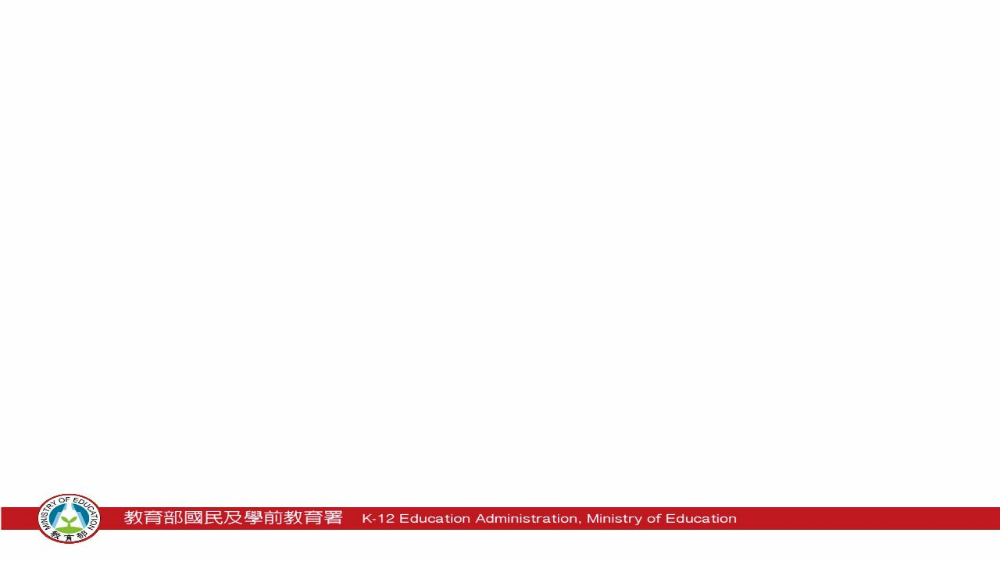 MINISTRY OF EDUCATION
教育部
教育部國民及學前教育署 K-12 Education Administration, Ministry of Education